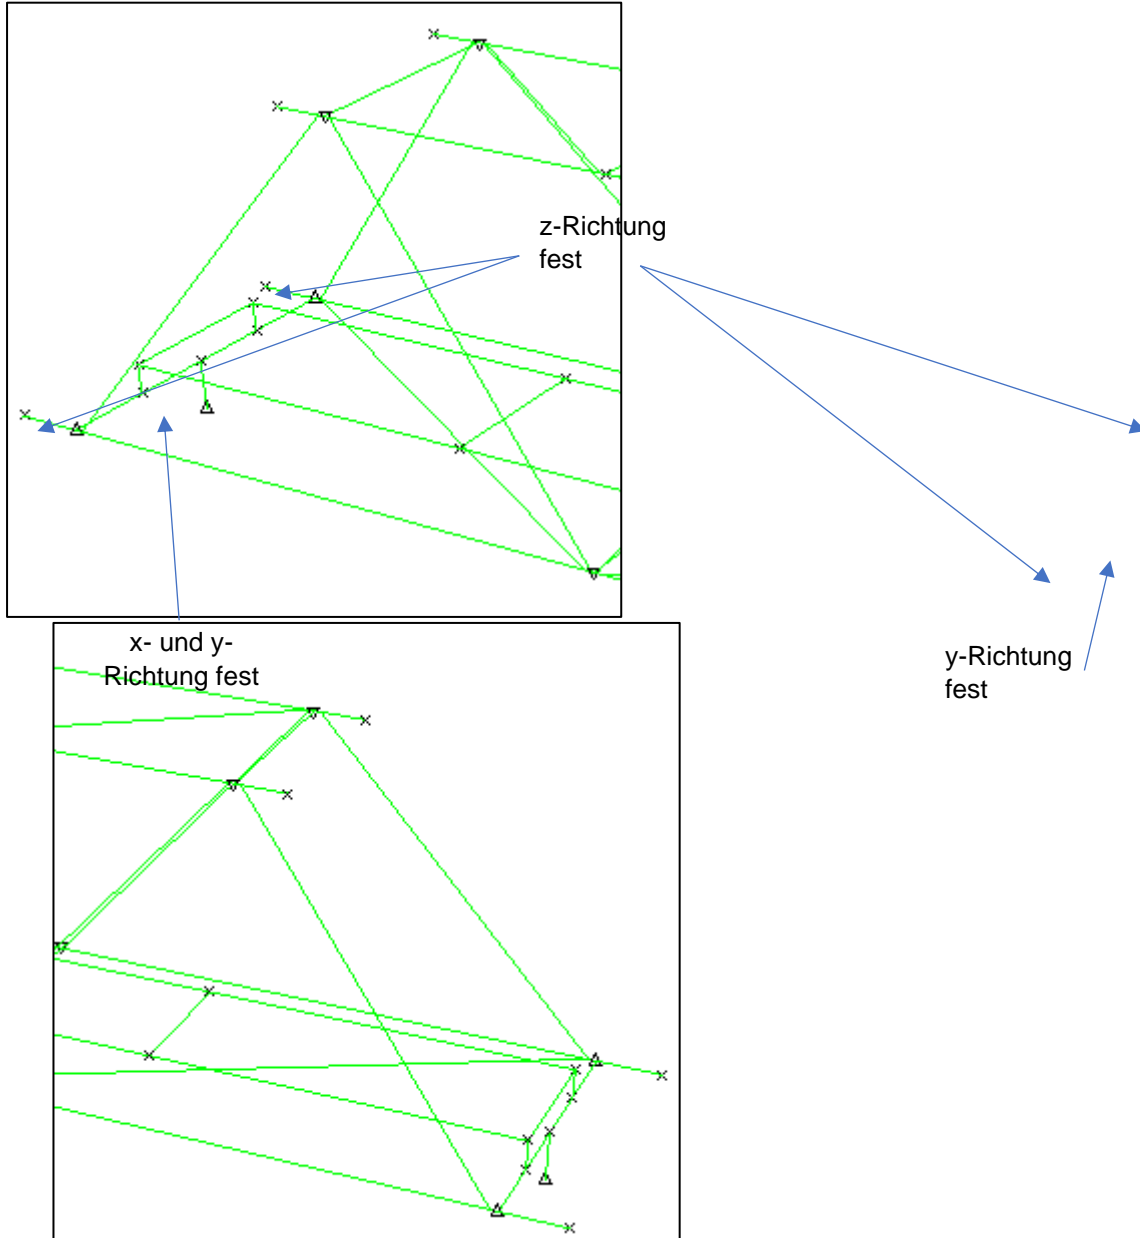 z-Richtung
fest
x- und y-
Richtung fest
y-Richtung
fest